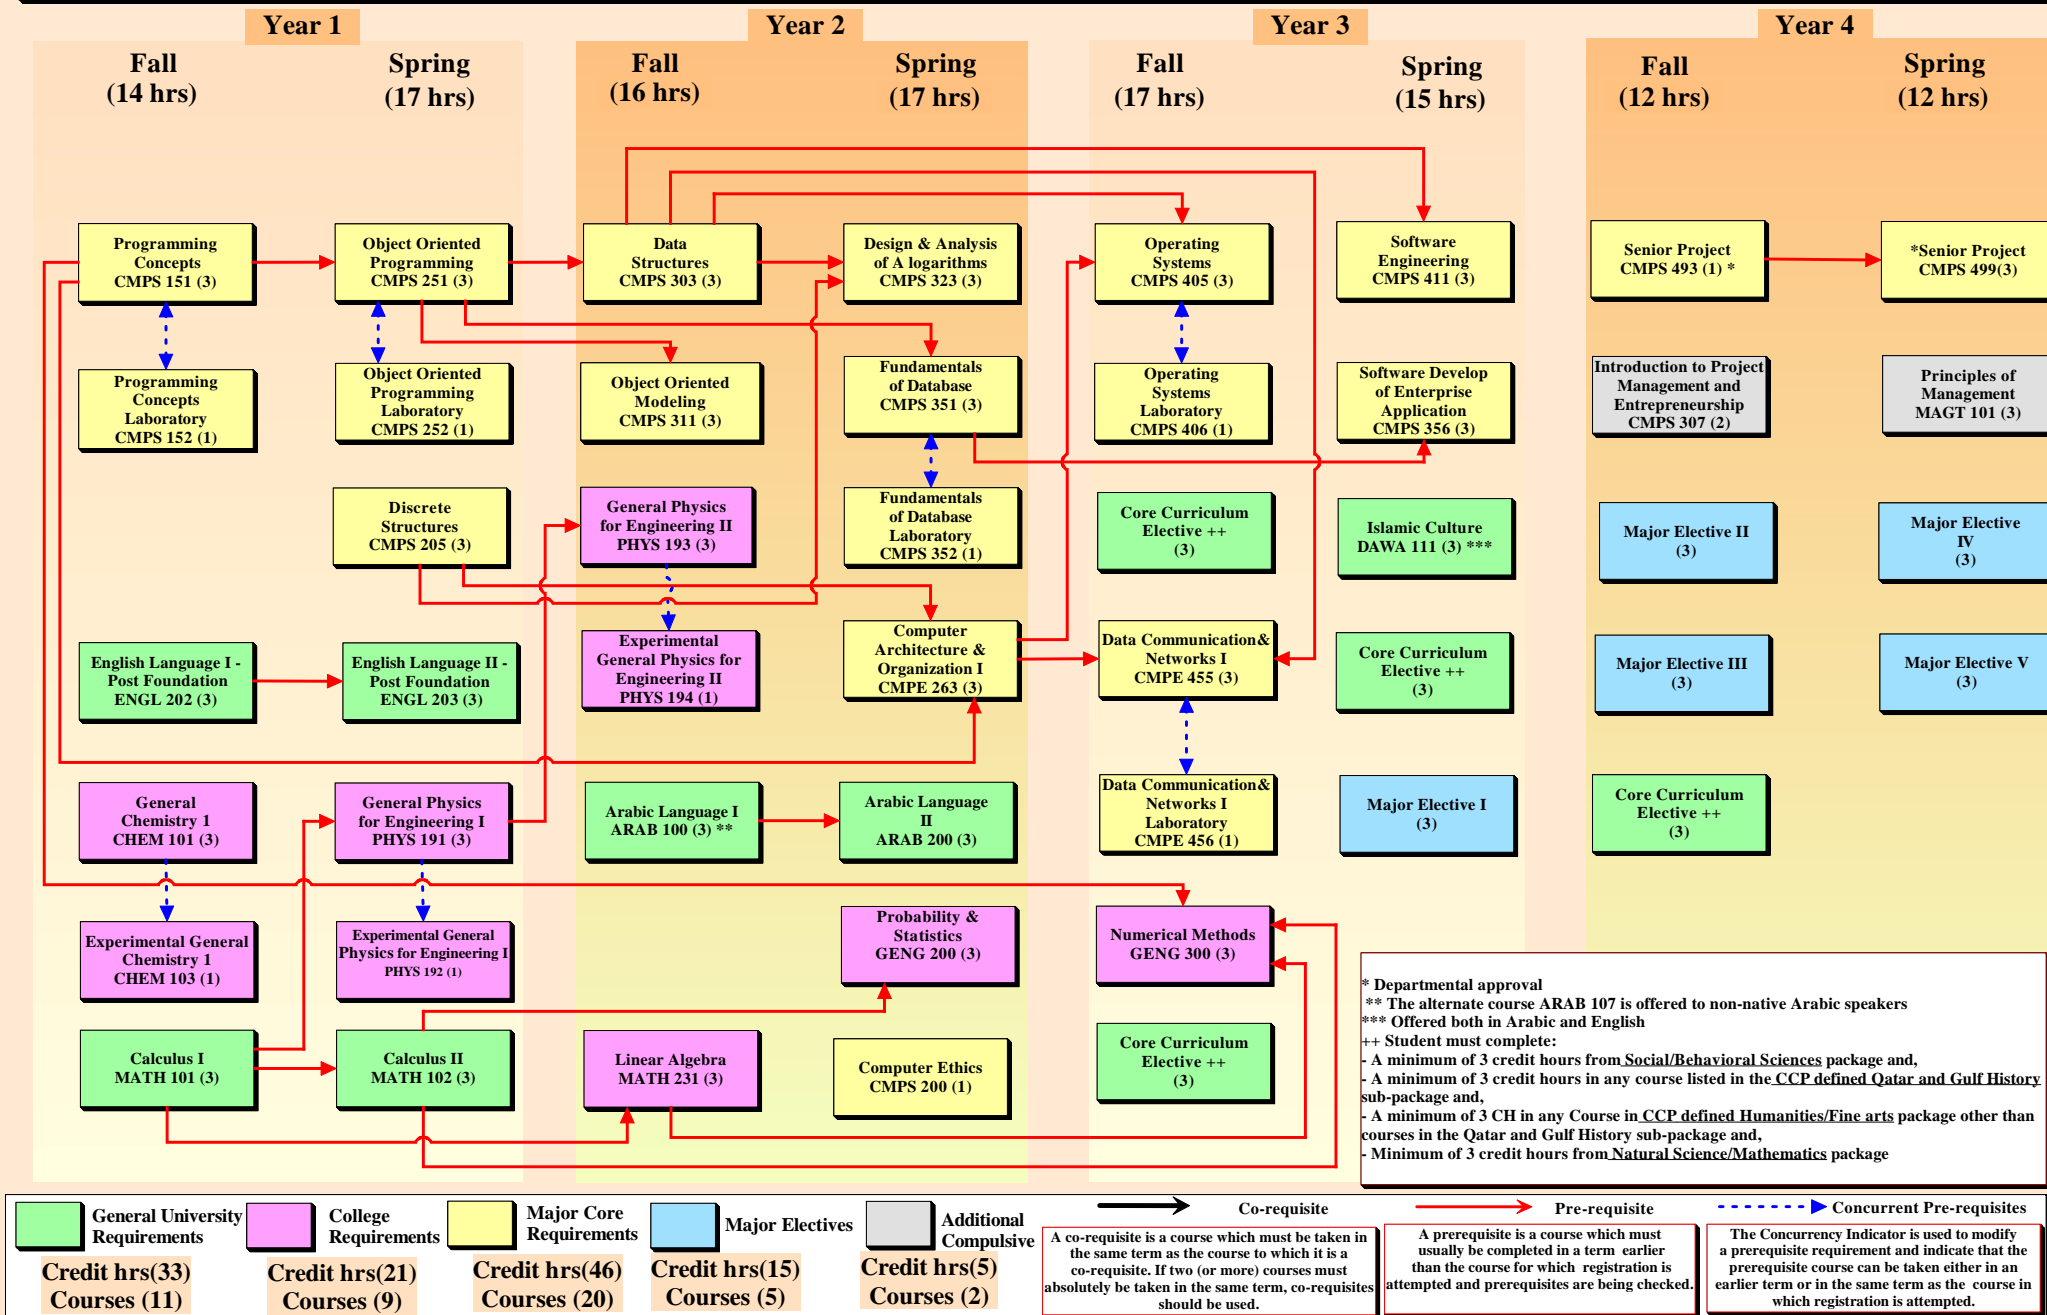 Year 1
Year 2
Year 3
Year 4
Fall
(14 hrs)
Spring
(17 hrs)
Fall
(16 hrs)
Spring
(17 hrs)
Fall
(17 hrs)
Spring
(15 hrs)
Fall
(12 hrs)
Spring
(12 hrs)
Programming
Concepts
CMPS 151 (3)
Object Oriented
Programming
CMPS 251 (3)
Data
Structures
CMPS 303 (3)
Design & Analysis
of A logarithms
CMPS 323 (3)
Operating
Systems
CMPS 405 (3)
Software
Engineering
CMPS 411 (3)
Senior Project
CMPS 493 (1) *
*Senior Project
CMPS 499(3)
Programming
Concepts
Laboratory
CMPS 152 (1)
Object Oriented
Programming
Laboratory
CMPS 252 (1)
Object Oriented
Modeling
CMPS 311 (3)
Fundamentals
of Database
CMPS 351 (3)
Operating
Systems
Laboratory
CMPS 406 (1)
Software Develop
of Enterprise
Application
CMPS 356 (3)
Introduction to Project
Management and
Entrepreneurship
CMPS 307 (2)
Principles of
Management
MAGT 101 (3)
Discrete
Structures
CMPS 205 (3)
General Physics
for Engineering II
PHYS 193 (3)
Fundamentals
of Database
Laboratory
CMPS 352 (1)
Core Curriculum
Elective ++
(3)
Islamic Culture
DAWA 111 (3) ***
Major Elective II
(3)
Major Elective
IV
(3)
English Language I -
Post Foundation
ENGL 202 (3)
English Language II -
Post Foundation
ENGL 203 (3)
Experimental
General Physics for
Engineering II
PHYS 194 (1)
Computer
Architecture &
Organization I
CMPE 263 (3)
Data Communication&
Networks I
CMPE 455 (3)
Core Curriculum
Elective ++
(3)
Major Elective III
(3)
Major Elective V
(3)
General
Chemistry 1
CHEM 101 (3)
General Physics
for Engineering I
PHYS 191 (3)
Arabic Language I
ARAB 100 (3) **
Arabic Language
II
ARAB 200 (3)
Data Communication&
Networks I
Laboratory
CMPE 456 (1)
Major Elective I
(3)
Core Curriculum
Elective ++
(3)
Experimental General
Chemistry 1
CHEM 103 (1)
Experimental General
Physics for Engineering I
PHYS 192 (1)
Probability &
Statistics
GENG 200 (3)
Numerical Methods
GENG 300 (3)
Calculus I
MATH 101 (3)
Calculus II
MATH 102 (3)
Linear Algebra
MATH 231 (3)
Computer Ethics
CMPS 200 (1)
Core Curriculum
Elective ++
(3)
* Departmental approval
** The alternate course ARAB 107 is offered to non-native Arabic speakers
*** Offered both in Arabic and English
++ Student must complete:
- A minimum of 3 credit hours from Social/Behavioral Sciences package and,
- A minimum of 3 credit hours in any course listed in the CCP defined Qatar and Gulf History
sub-package and,
- A minimum of 3 CH in any Course in CCP defined Humanities/Fine arts package other than
courses in the Qatar and Gulf History sub-package and,
- Minimum of 3 credit hours from Natural Science/Mathematics package
General University
Requirements
Credit hrs(33)
Courses (11)
College
Requirements
Credit hrs(21)
Courses (9)
Major Core
Requirements
Credit hrs(46)
Courses (20)
Major Electives
Credit hrs(15)
Courses (5)
Additional
Compulsive
Credit hrs(5)
Courses (2)
Co-requisite
A co-requisite is a course which must be taken in
the same term as the course to which it is a
co-requisite. If two (or more) courses must
absolutely be taken in the same term, co-requisites
should be used.
Pre-requisite
A prerequisite is a course which must
usually be completed in a term earlier
than the course for which registration is
attempted and prerequisites are being checked.
Concurrent Pre-requisites
The Concurrency Indicator is used to modify
a prerequisite requirement and indicate that the
prerequisite course can be taken either in an
earlier term or in the same term as the course in
which registration is attempted.